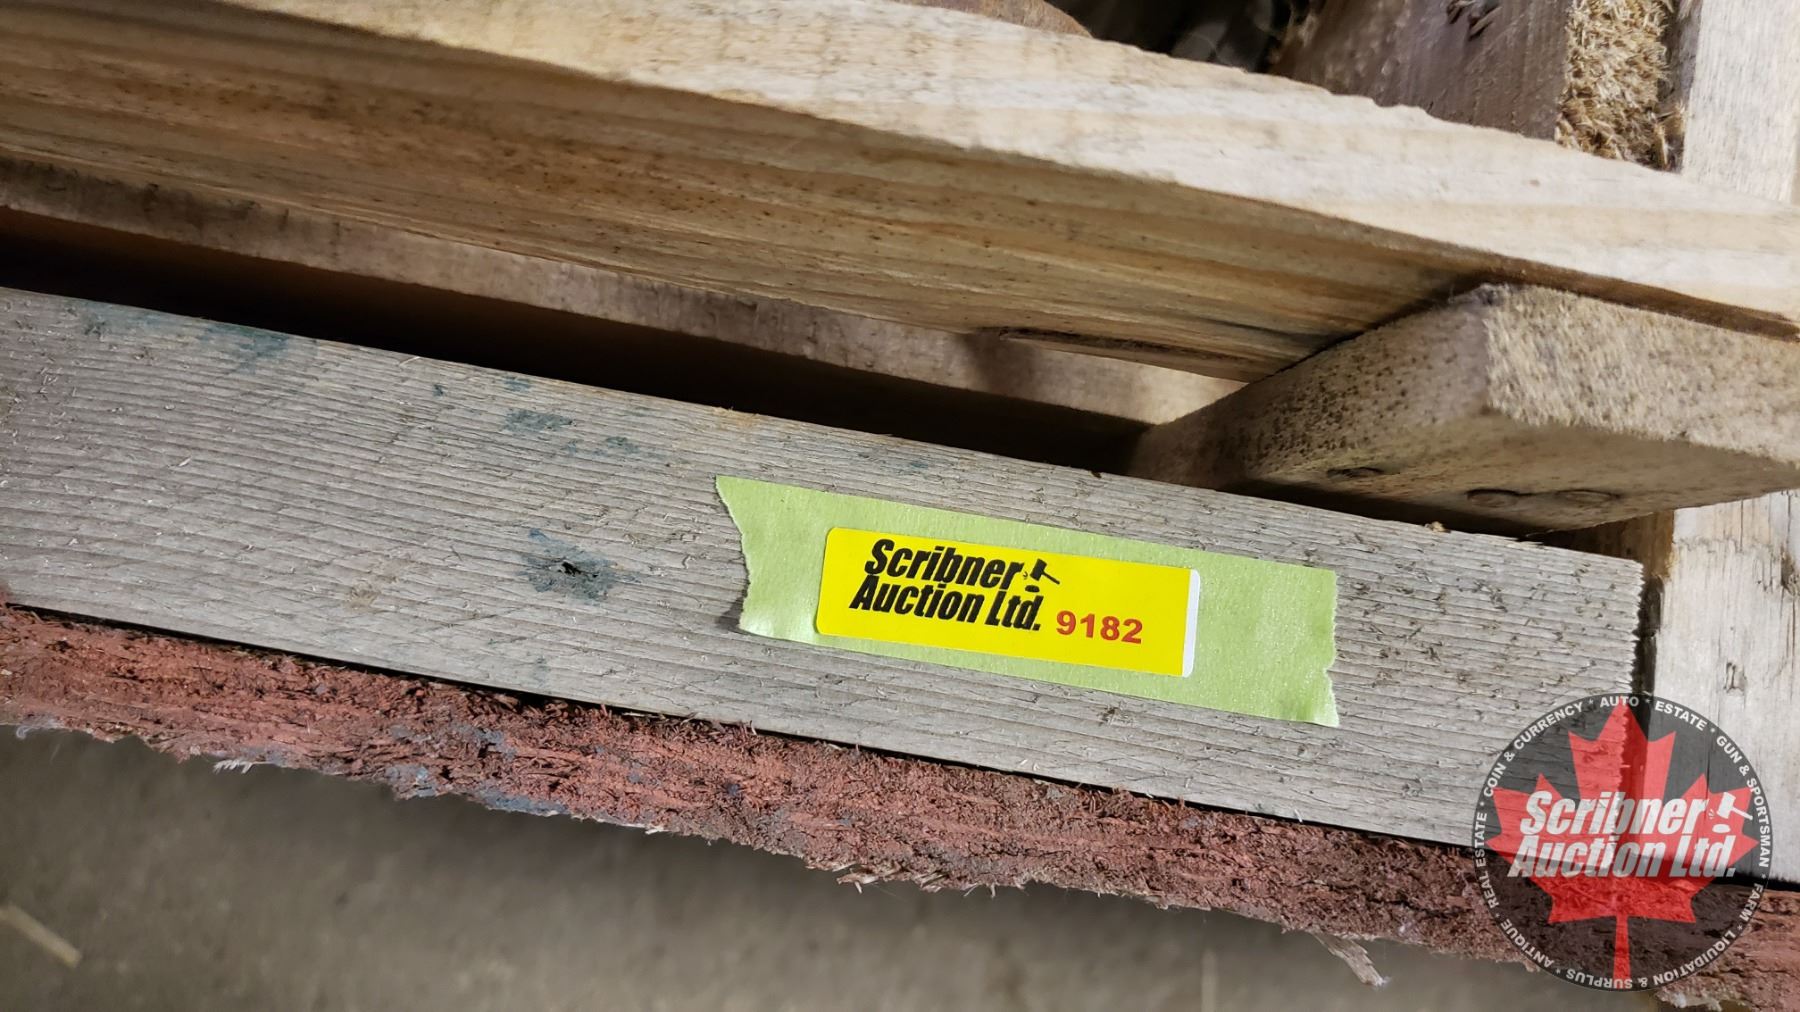 Scribner
Auction Ltd. 9182
COIN & CURRENCY * AUTO * ESTATE * GUN & SPORTSMAN * FARM * LIQUIDATION & SURPLUS * ANTIQUE * REAL ESTATE *
Scribner
Auction Ltd.